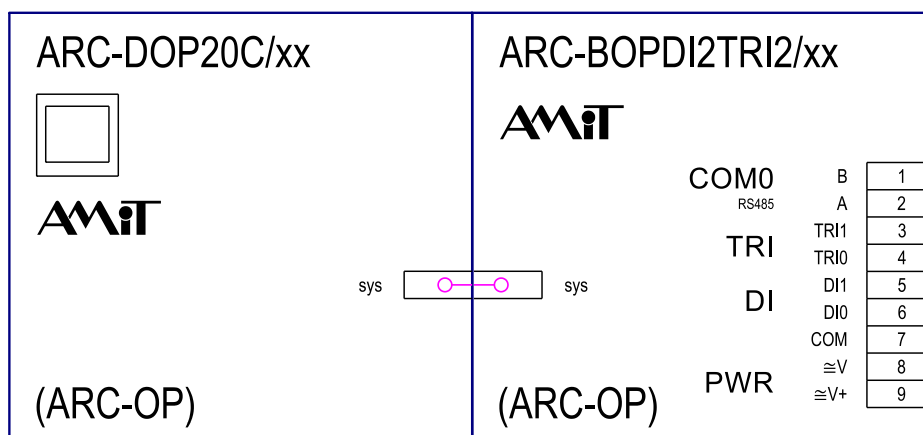 ARC-DOP20C/xx
AMiT
sys
(ARC-OP)
ARC-BOPDI2TRI2/xx
AMiT
COM0
RS485
TRI
DI
PWR
B 1
A 2
TRI1 3
TRI0 4
DI1 5
DI0 6
COM 7
≅V 8
≅V+ 9
sys
(ARC-OP)